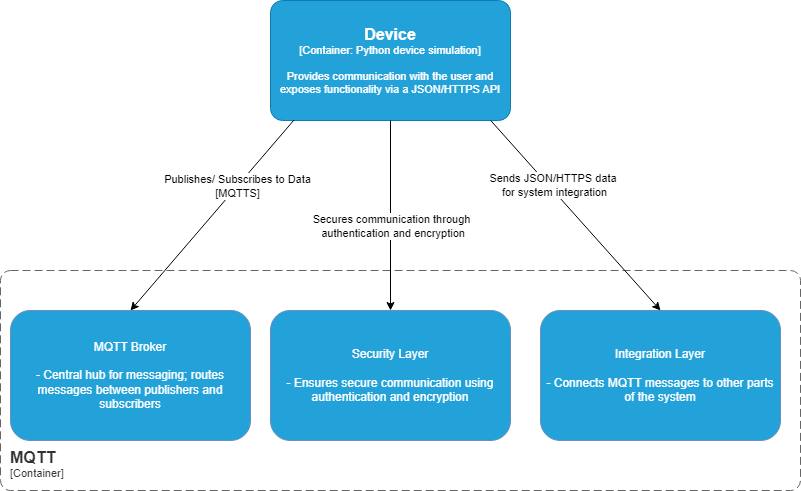 Device
[Container: Python device simulation]
Provides communication with the user and
exposes functionality via a JSON/HTTPS API
Publishes/ Subscribes to Data
[MQTTS]
Secures communication through
authentication and encryption
Sends JSON/HTTPS data
for system integration
MQTT Broker
- Central hub for messaging; routes
messages between publishers and
subscribers
Security Layer
- Ensures secure communication using
authentication and encryption
Integration Layer
- Connects MQTT messages to other parts
of the system
MQTT
[Container]